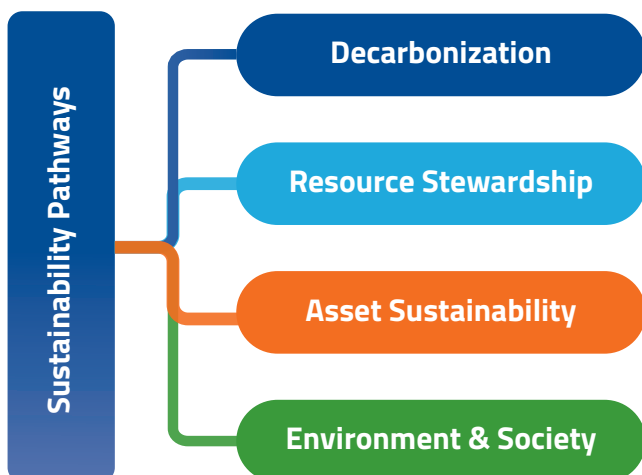 Sustainability Pathways
Decarbonization
Resource Stewardship
Asset Sustainability
Environment & Society